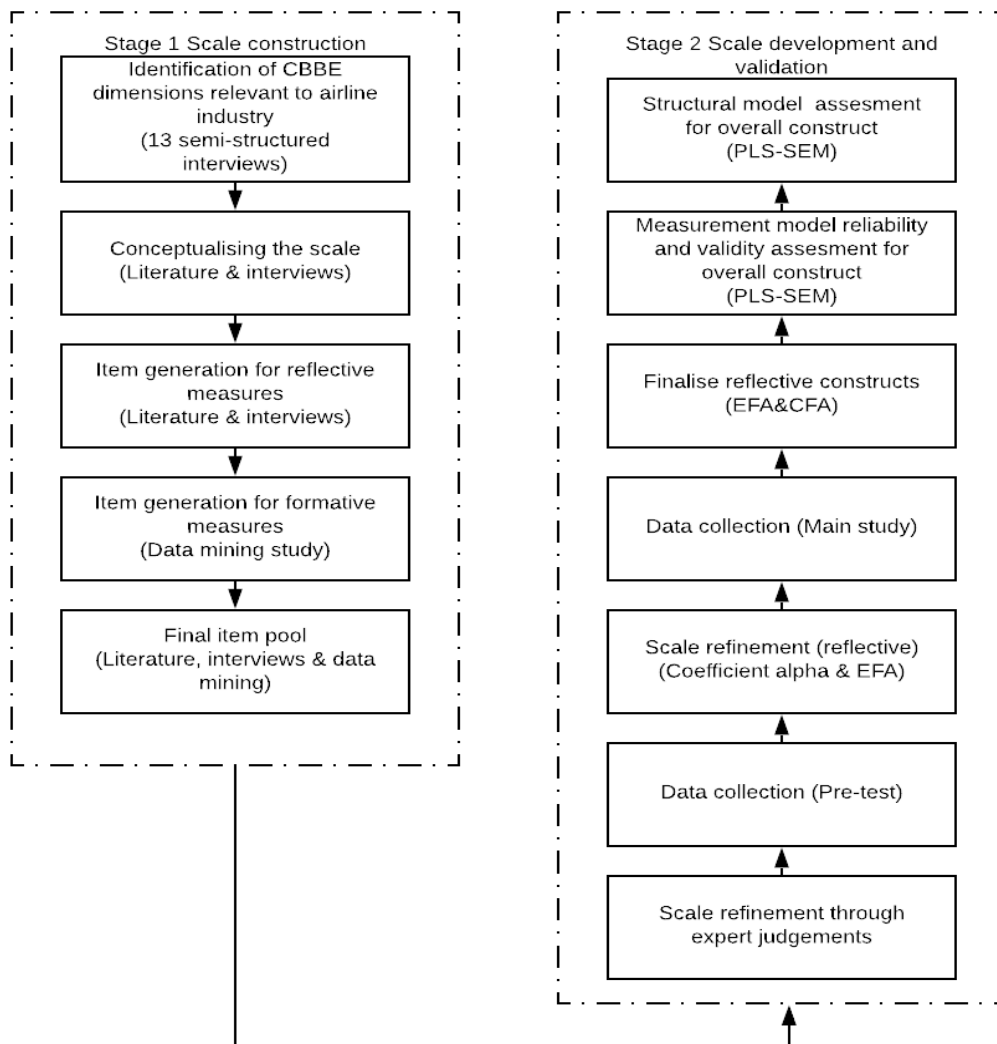 Stage 1 Scale construction
Identification of CBBE
dimensions relevant to airline
industry
(13 semi-structured
interviews)
Conceptualising the scale
(Literature & interviews)
Item generation for reflective
measures
(Literature & interviews)
Item generation for formative
measures
(Data mining study)
Final item pool
(Literature, interviews & data
mining)
Stage 2 Scale development and
validation
Structural model assesment
for overall construct
(PLS-SEM)
Measurement model reliability
and validity assesment for
overall construct
(PLS-SEM)
Finalise reflective constructs
(EFA&CFA)
Data collection (Main study)
Scale refinement (reflective)
(Coefficient alpha & EFA)
Data collection (Pre-test)
Scale refinement through
expert judgements